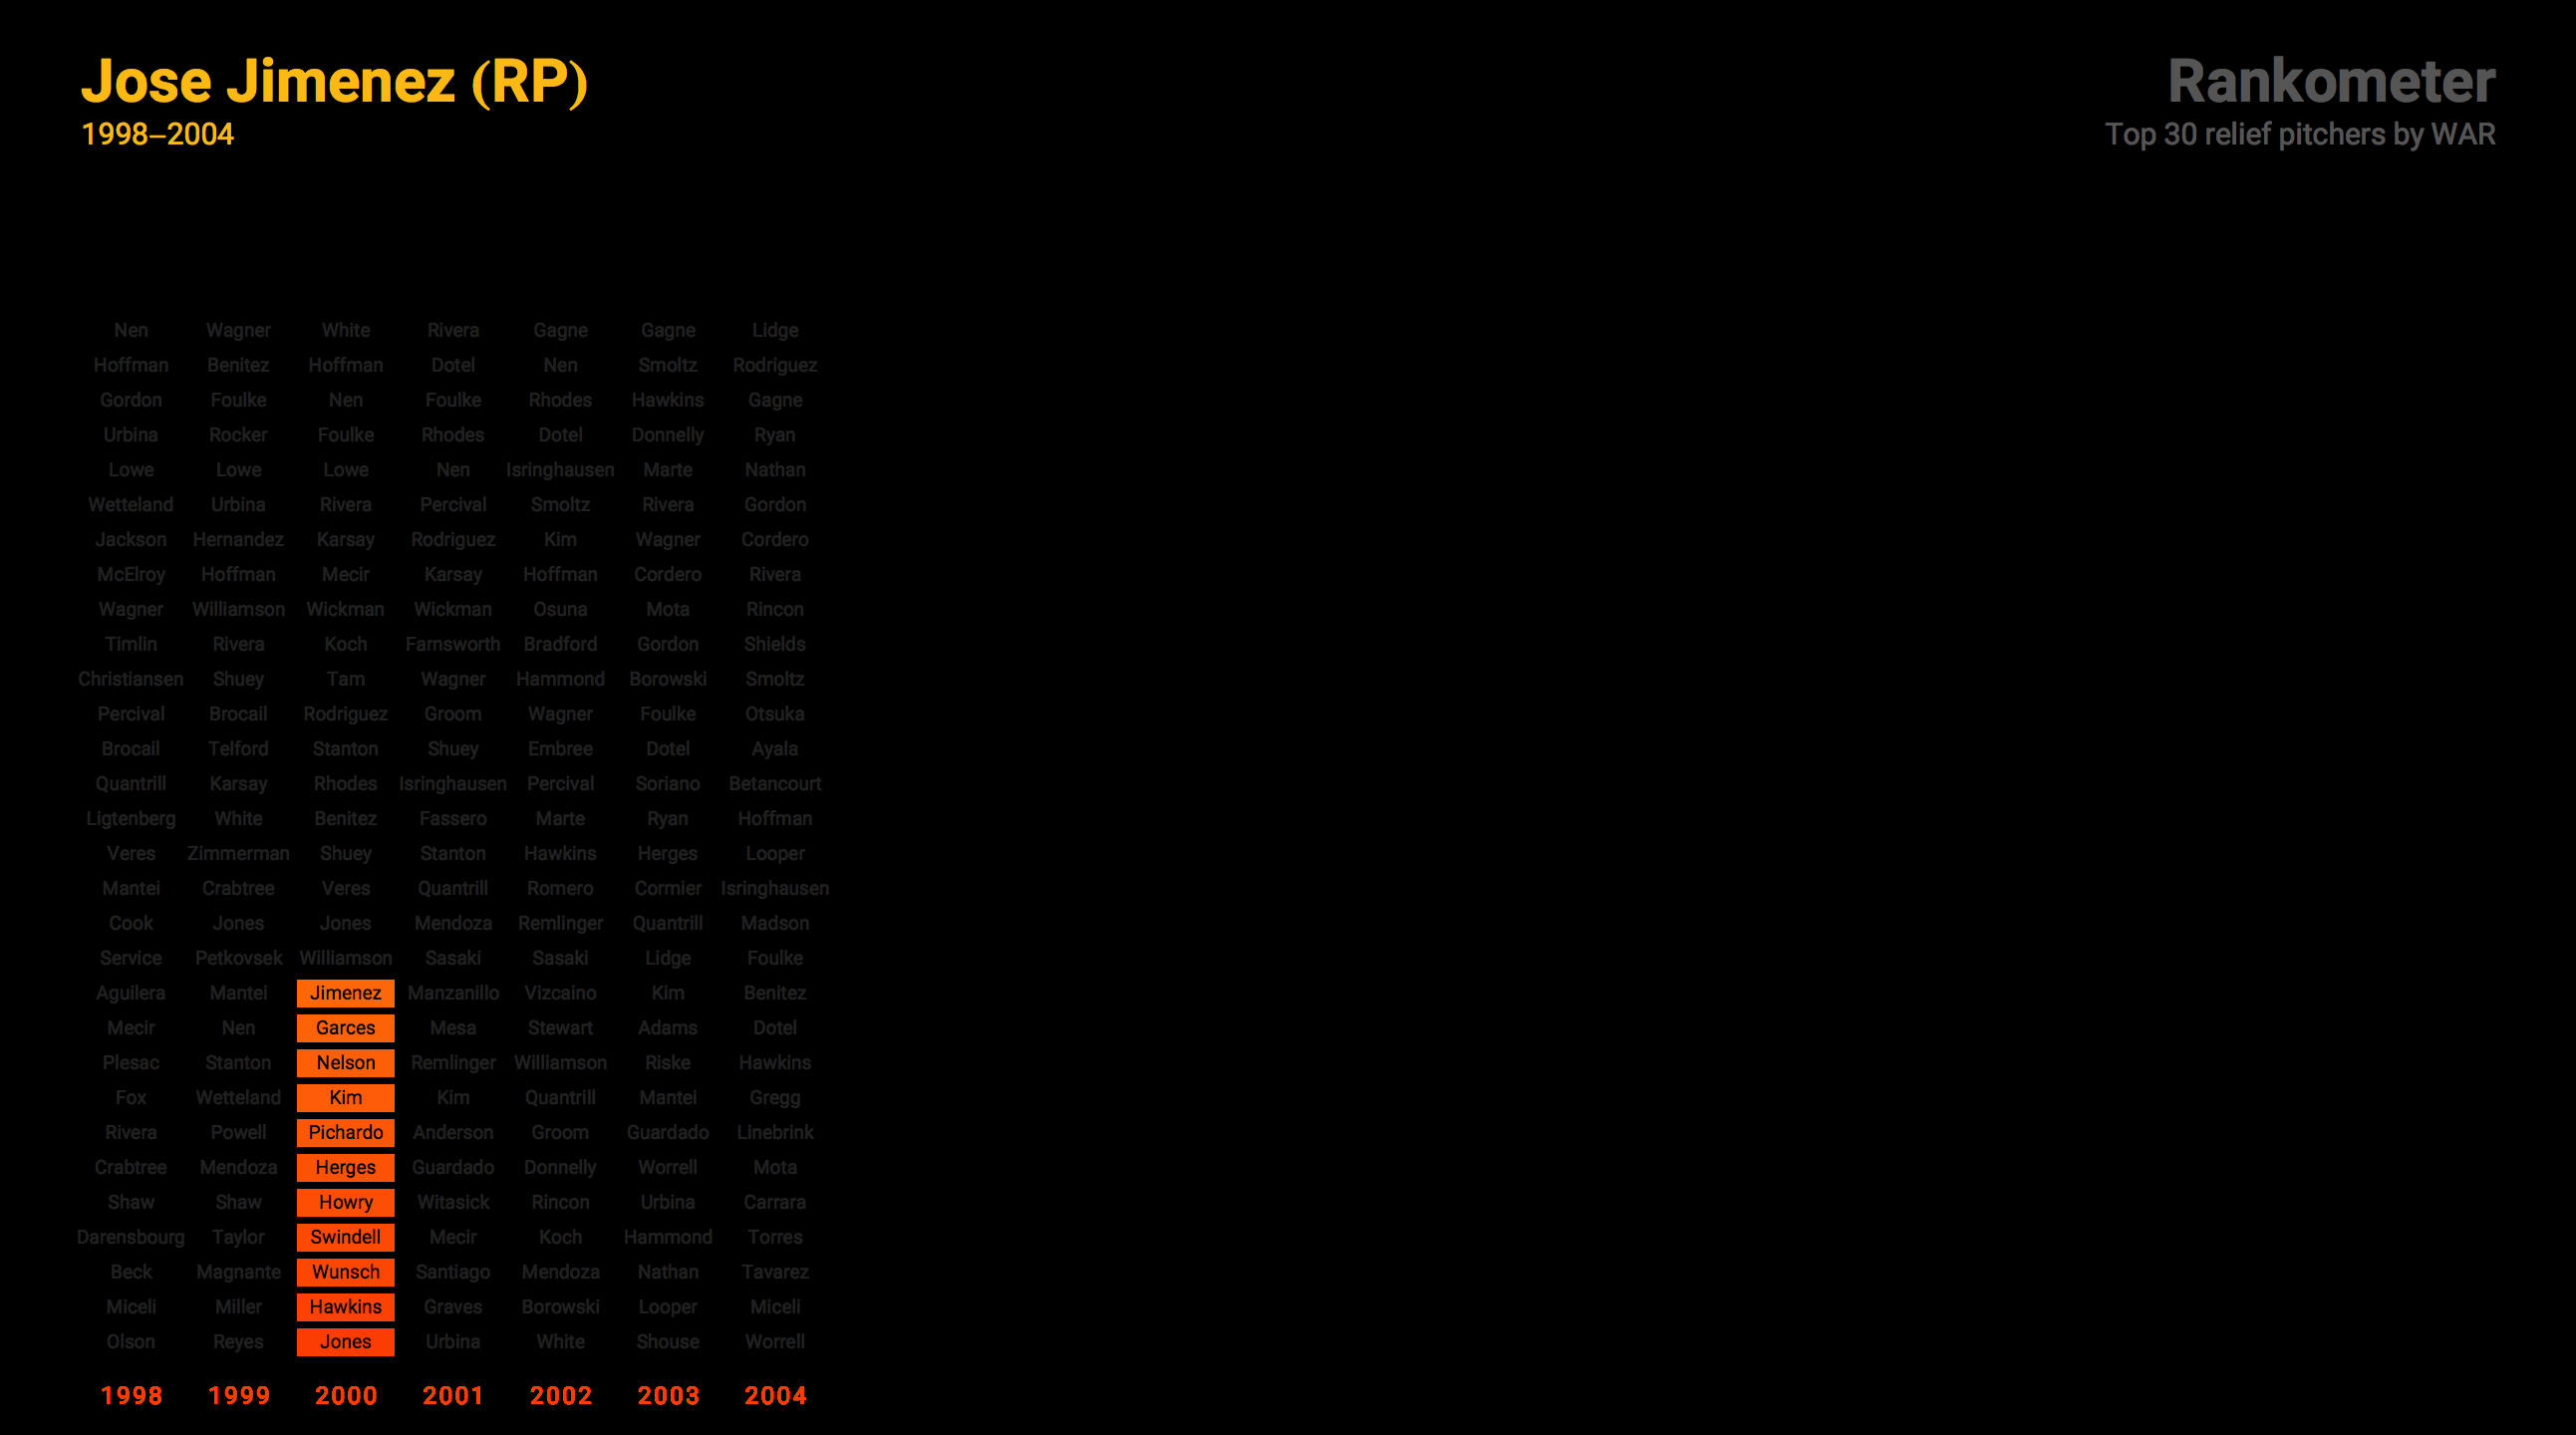 Jose Jimenez (RP)
1998–2004
Rankometer
Top 30 relief pitchers by WAR
Nen Wagner White Rivera Gagne Gagne Lidge
Hoffman Benitez Hoffman Dotel Nen Smoltz Rodriguez
Gordon Foulke Nen Foulke Rhodes Hawkins Gagne
Urbina Rocker Foulke Rhodes Dotel Donnelly Ryan
Lowe Lowe Lowe Nen Isringhausen Marte Nathan
Wetteland Urbina Rivera Percival Smoltz Rivera Gordon
Jackson Hernandez Karsay Rodriguez Kim Wagner Cordero
McElroy Hoffman Mecir Karsay Hoffman Cordero Rivera
Wagner Williamson Wickman Wickman Osuna Mota Rincon
Timlin Rivera Koch Farnsworth Bradford Gordon Shields
Christiansen Shuey Tam Wagner Hammond Borowski Smoltz
Percival Brocail Rodriguez Groom Wagner Foulke Otsuka
Brocail Telford Stanton Shuey Embree Dotel Ayala
Quantrill Karsay Rhodes Isringhausen Percival Soriano Betancourt
Ligtenberg White Benitez Fassero Marte Ryan Hoffman
Veres Zimmerman Shuey Stanton Hawkins Herges Looper
Mantei Crabtree Veres Quantrill Romero Cormier Isringhausen
Cook Jones Jones Mendoza Remlinger Quantrill Madson
Service Petkovsek Williamson Sasaki Sasaki Lidge Foulke
Aguilera Mantei Jimenez Manzanillo Vizcaino Kim Benitez
Mecir Nen Garces Mesa Stewart Adams Dotel
Plesac Stanton Nelson Remlinger Williamson Riske Hawkins
Fox Wetteland Kim Kim Quantrill Mantei Gregg
Rivera Powell Pichardo Anderson Groom Guardado Linebrink
Crabtree Mendoza Herges Guardado Donnelly Worrell Mota
Shaw Shaw Howry Witasick Rincon Urbina Carrara
Darensbourg Taylor Swindell Mecir Koch Hammond Torres
Beck Magnante Wunsch Santiago Mendoza Nathan Tavarez
Miceli Miller Hawkins Graves Borowski Looper Miceli
Olson Reyes Jones Urbina White Shouse Worrell
1998 1999 2000 2001 2002 2003 2004